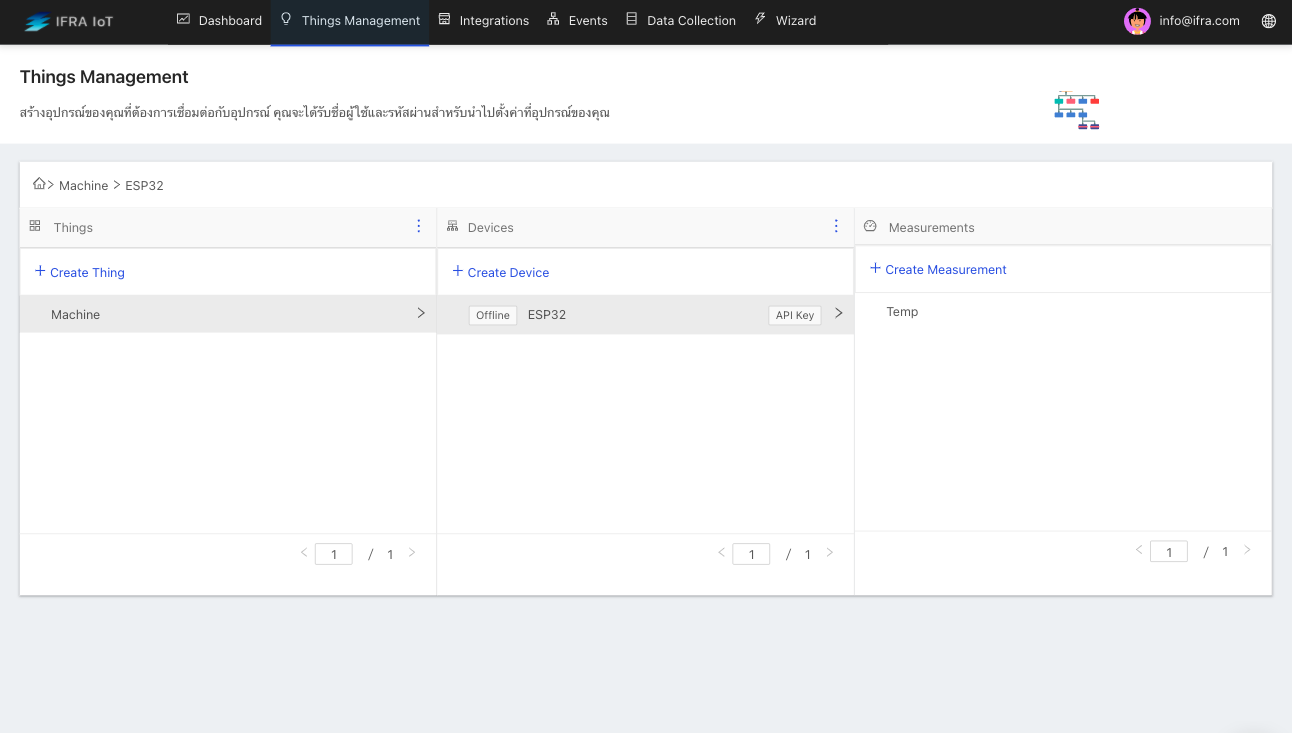 IFRA IoT
Dashboard
Things Management
Integrations
Events
Data Collection
Wizard
info@ifra.com
Things Management
สร้างอุปกรณ์ของคุณที่ต้องการเชื่อมต่อกับอุปกรณ์ คุณจะได้รับชื่อผู้ใช้และรหัสผ่านสำหรับนำไปตั้งค่าที่อุปกรณ์ของคุณ
> Machine > ESP32
Things
Devices
Measurements
+ Create Thing
+ Create Device
+ Create Measurement
Machine >
Offline ESP32 API Key >
Temp
< 1 / 1 >
< 1 / 1 >
< 1 / 1 >